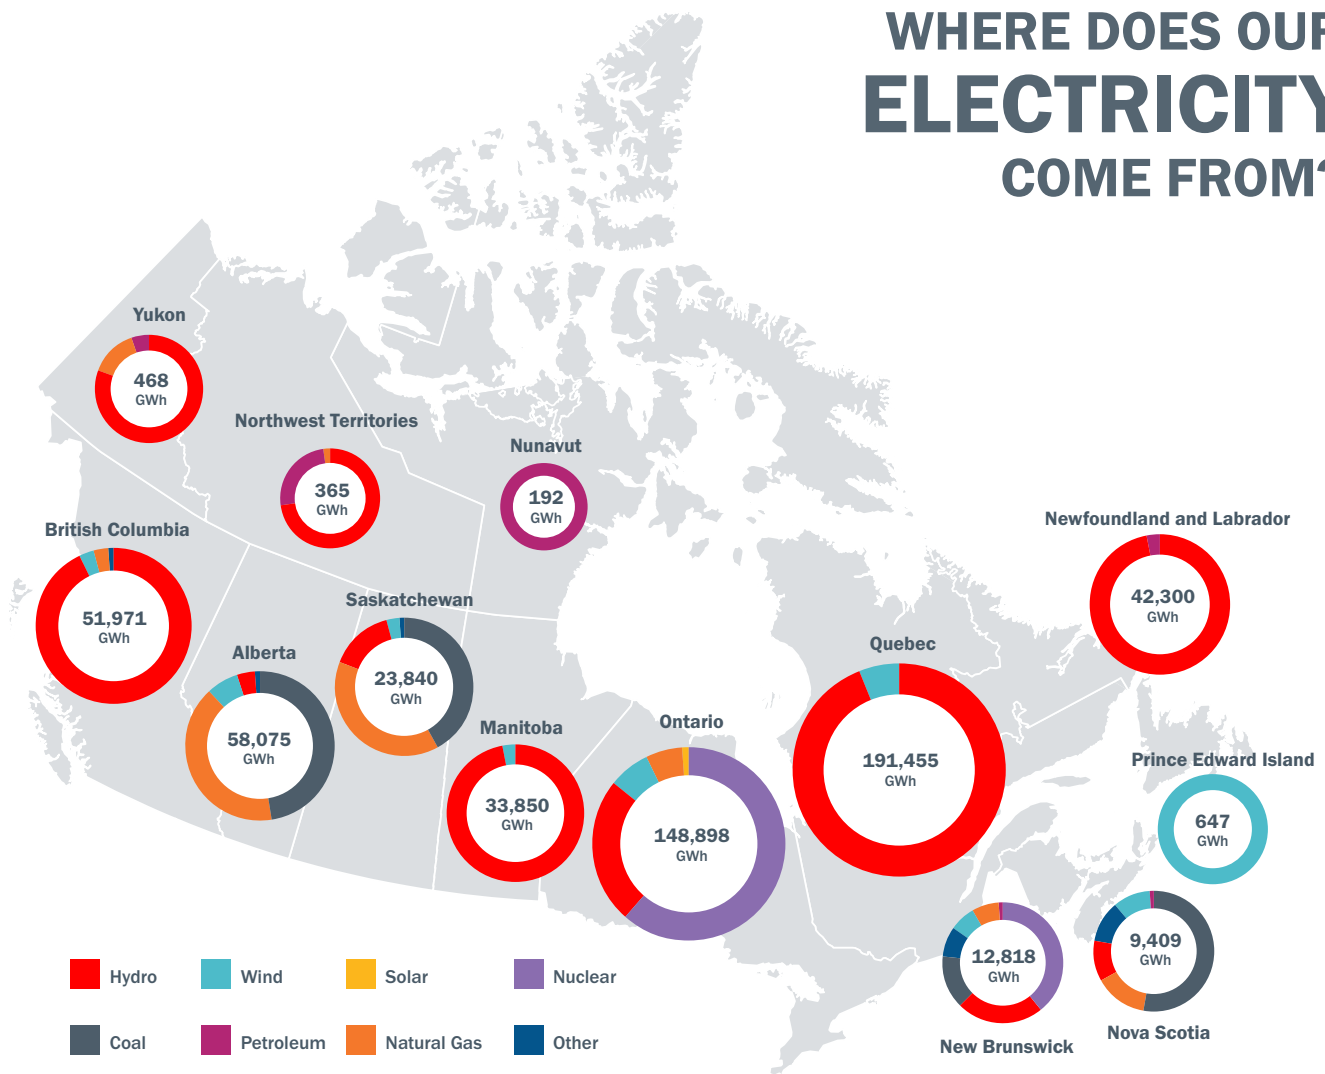 WHERE DOES OUR
ELECTRICITY
COME FROM?
Yukon
468
GWh
Northwest Territories
365
GWh
Nunavut
192
GWh
British Columbia
51,971
GWh
Newfoundland and Labrador
42,300
GWh
Saskatchewan
23,840
GWh
Alberta
58,075
GWh
Quebec
191,455
GWh
Manitoba
33,850
GWh
Ontario
148,898
GWh
Prince Edward Island
647
GWh
12,818
GWh
New Brunswick
9,409
GWh
Nova Scotia
Hydro
Wind
Solar
Nuclear
Coal
Petroleum
Natural Gas
Other